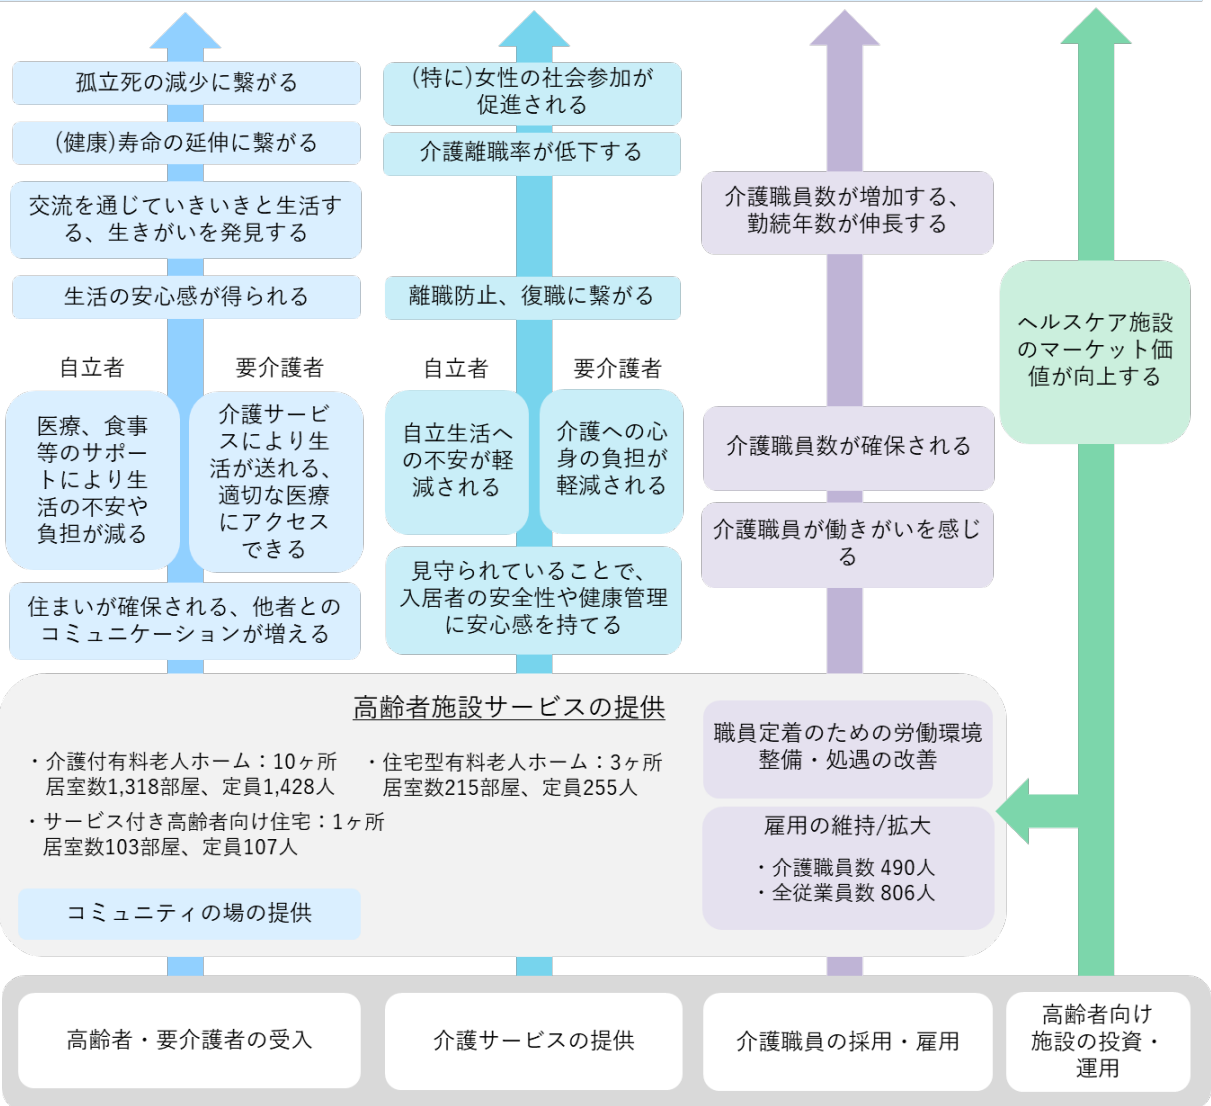 孤立死の減少に繋がる
(健康)寿命の延伸に繋がる
交流を通じていきいきと生活す
る、生きがいを発見する
生活の安心感が得られる
自立者
要介護者
医療、食事
等のサポー
トにより生
活の不安や
負担が減る
介護サービ
スにより生
活が送れる、
適切な医療
にアクセス
できる
住まいが確保される、他者との
コミュニケーションが増える
(特に)女性の社会参加が
促進される
介護離職率が低下する
離職防止、復職に繋がる
自立者
要介護者
自立生活へ
の不安が軽
減される
介護への心
身の負担が
軽減される
見守られていることで、
入居者の安全性や健康管理
に安心感を持てる
介護職員数が増加する、
勤続年数が伸長する
介護職員数が確保される
介護職員が働きがいを感じ
る
ヘルスケア施設
のマーケット価
値が向上する
高齢者施設サービスの提供
・介護付有料老人ホーム：10ヶ所
居室数1,318部屋、定員1,428人
・住宅型有料老人ホーム：3ヶ所
居室数215部屋、定員255人
・サービス付き高齢者向け住宅：1ヶ所
居室数103部屋、定員107人
コミュニティの場の提供
職員定着のための労働環境
整備・処遇の改善
雇用の維持/拡大
・介護職員数 490人
・全従業員数 806人
高齢者・要介護者の受入
介護サービスの提供
介護職員の採用・雇用
高齢者向け
施設の投資・
運用